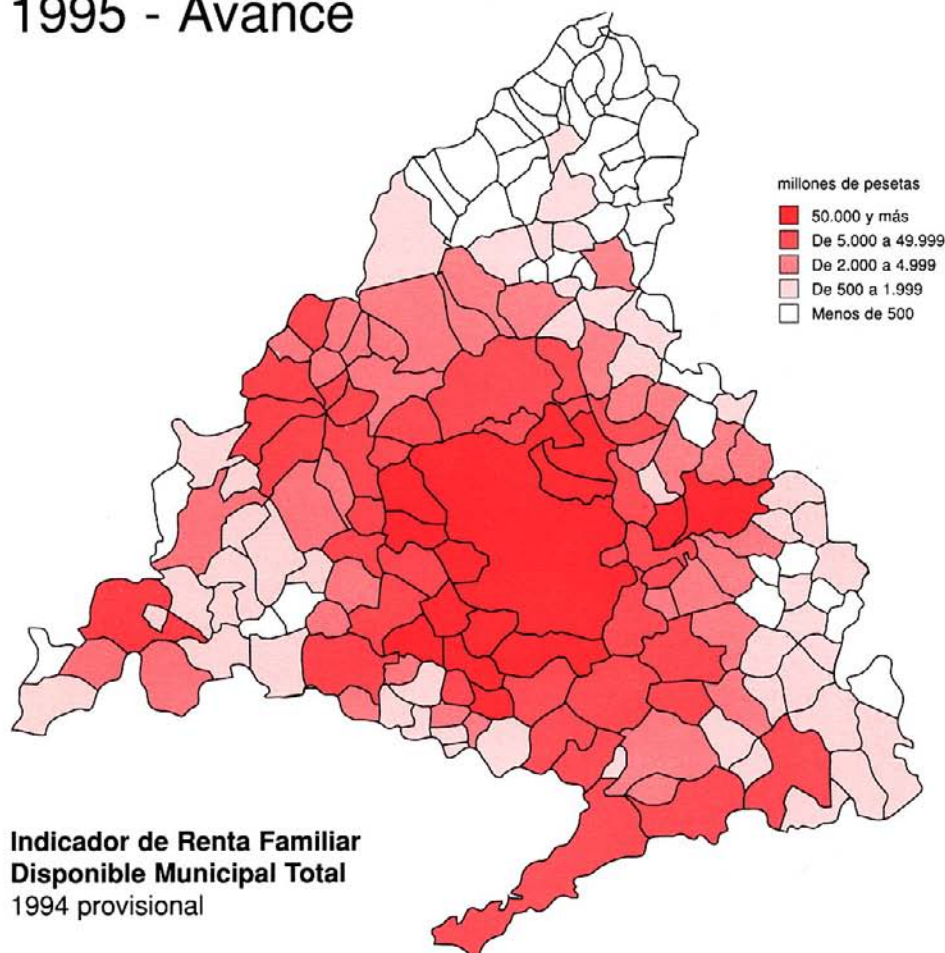 1995 - Avance
millones de pesetas
50.000 y más
De 5.000 a 49.999
De 2.000 a 4.999
De 500 a 1.999
Menos de 500
Indicador de Renta Familiar
Disponible Municipal Total
1994 provisional